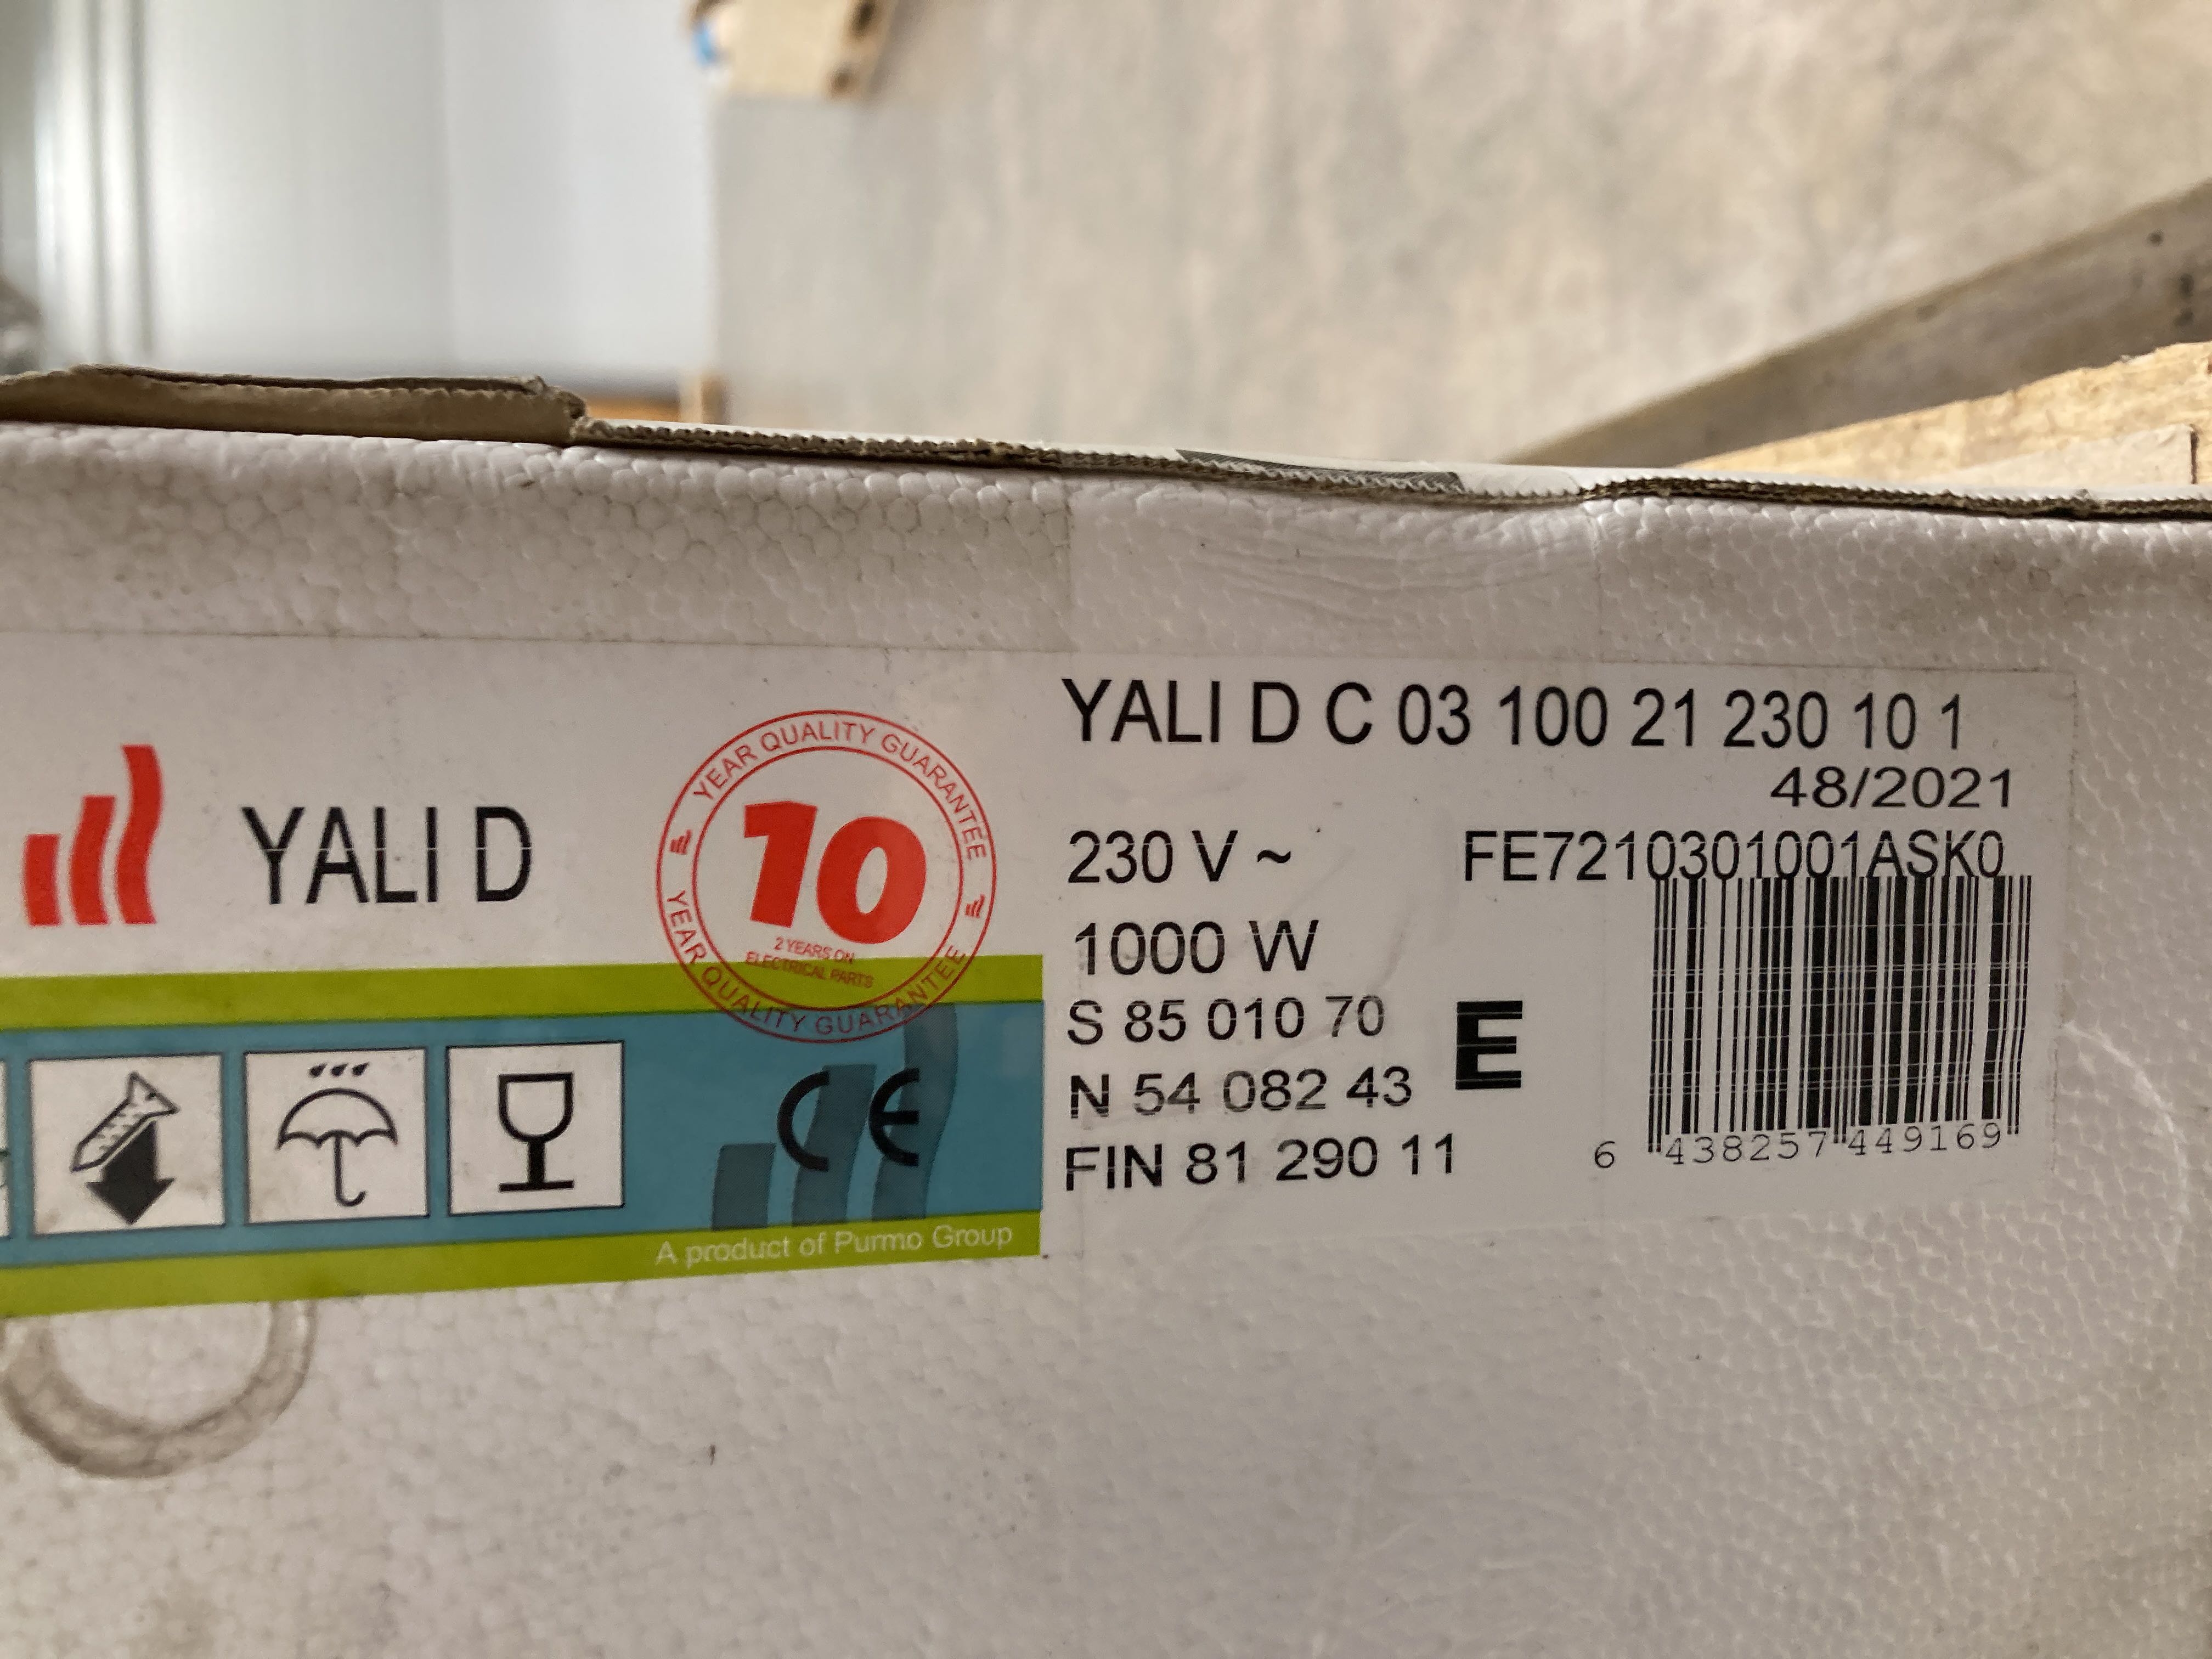 YALI D
YEAR QUALITY GUARANTEE
10
2 YEARS ON
ELECTRICAL PARTS
YEAR QUALITY GUARANTEE
CE
A product of Purmo Group
YALI D C 03 100 21 230 10 1
48/2021
230 V ~ FE7210301001ASK0
1000 W
S 85 010 70
E
N 54 082 43
FIN 81 290 11
6 438257 449169